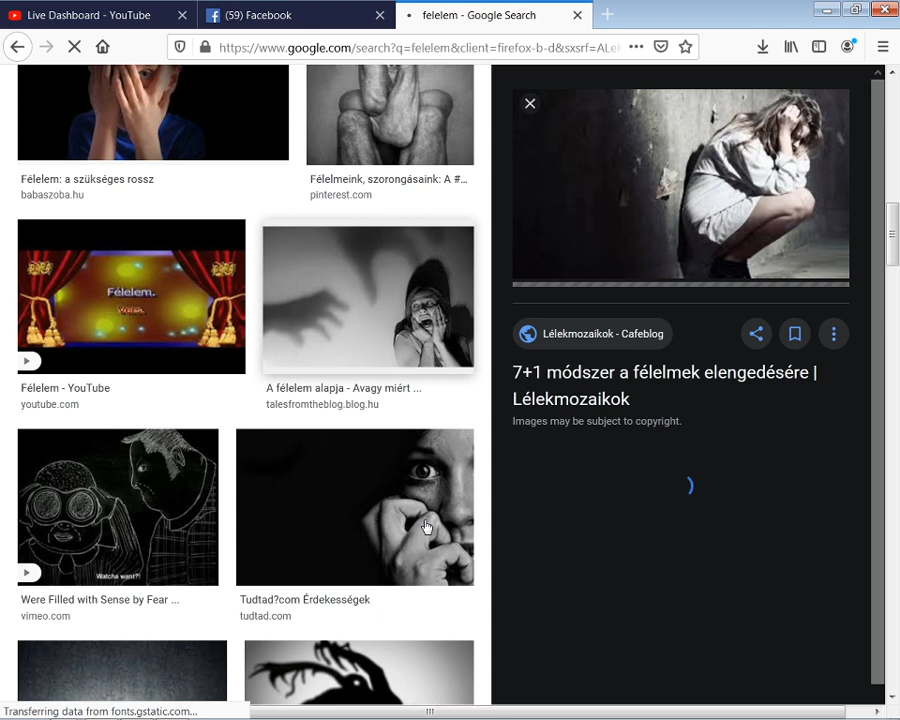 Live Dashboard - YouTube
(59) Facebook
felelem - Google Search
https://www.google.com/search?q=felelem&client=firefox-b-d&sxsrf=ALe
Félelem: a szükséges rossz
babaszoba.hu
Félelmeink, szorongásaink: A #...
pinterest.com
Félelem.
Félelem - YouTube
youtube.com
A félelem alapja - Avagy miért ...
talesfromtheblog.blog.hu
Watcha want?!
Were Filled with Sense by Fear ...
vimeo.com
Tudtad?com Érdekességek
tudtad.com
Lélekmozaikok - Cafeblog
7+1 módszer a félelmek elengedésére |
Lélekmozaikok
Images may be subject to copyright.
Transferring data from fonts.gstatic.com...